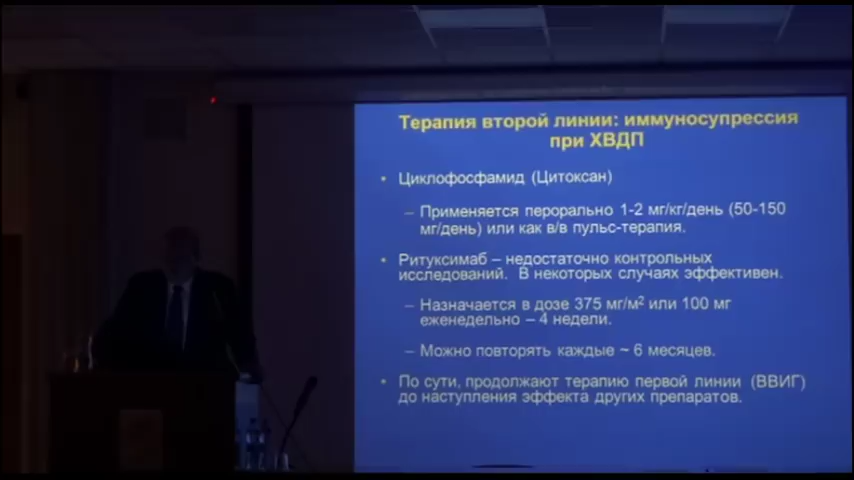 Терапия второй линии: иммуносупрессия
при ХВДП
• Циклофосфамид (Цитоксан)
– Применяется перорально 1-2 мг/кг/день (50-150
мг/день) или как в/в пульс-терапия.
• Ритуксимаб – недостаточно контрольных
исследований. В некоторых случаях эффективен.
– Назначается в дозе 375 мг/м² или 100 мг
еженедельно – 4 недели.
– Можно повторять каждые ~ 6 месяцев.
• По сути, продолжают терапию первой линии (ВВИГ)
до наступления эффекта других препаратов.